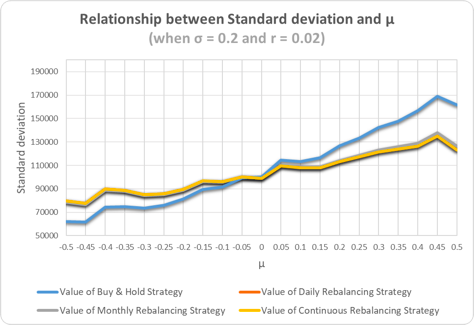 Relationship between Standard deviation and μ
(when σ = 0.2 and r = 0.02)
Standard deviation
190000
170000
150000
130000
110000
90000
70000
50000
-0.5 -0.45 -0.4 -0.35 -0.3 -0.25 -0.2 -0.15 -0.1 -0.05 0 0.05 0.1 0.15 0.2 0.25 0.3 0.35 0.4 0.45 0.5
μ
Value of Buy & Hold Strategy Value of Daily Rebalancing Strategy
Value of Monthly Rebalancing Strategy Value of Continuous Rebalancing Strategy